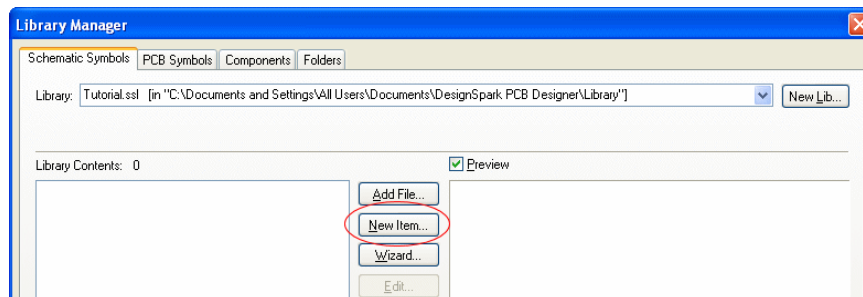 Library Manager
Schematic Symbols PCB Symbols Components Folders
Library: Tutorial.ssl [in "C:\Documents and Settings\All Users\Documents\DesignSpark PCB Designer\Library"] New Lib...
Library Contents: 0 Preview
Add File...
New Item...
Wizard...
Edit...